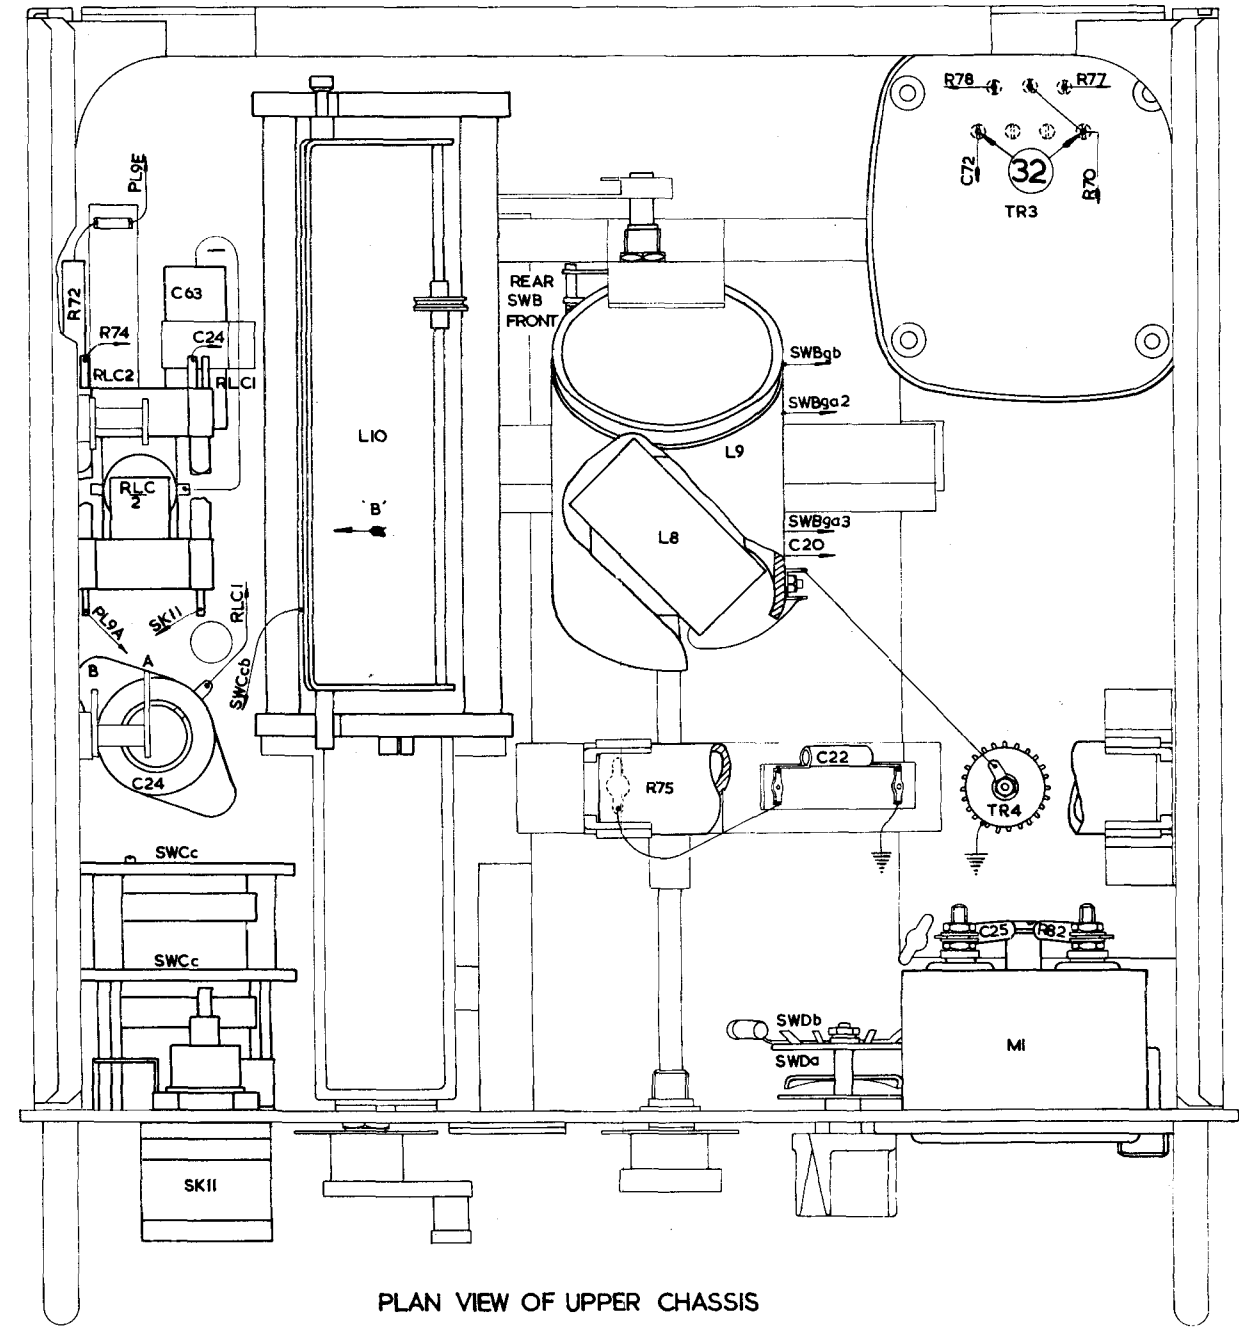 R78
R77
C72
32
R70
TR3
PL9E
C63
R72
R74
C24
RLC2
RLC1
REAR
SWB
FRONT
SWBgb
SWBga2
L10
L9
RLC
2
'B'
L8
SWBga3
C20
PL9A
SK11
RLC1
B
A
SWCcb
C24
R75
C22
TR4
SWCc
SWCc
C25
R82
SWDb
SWDa
M1
SK11
PLAN VIEW OF UPPER CHASSIS